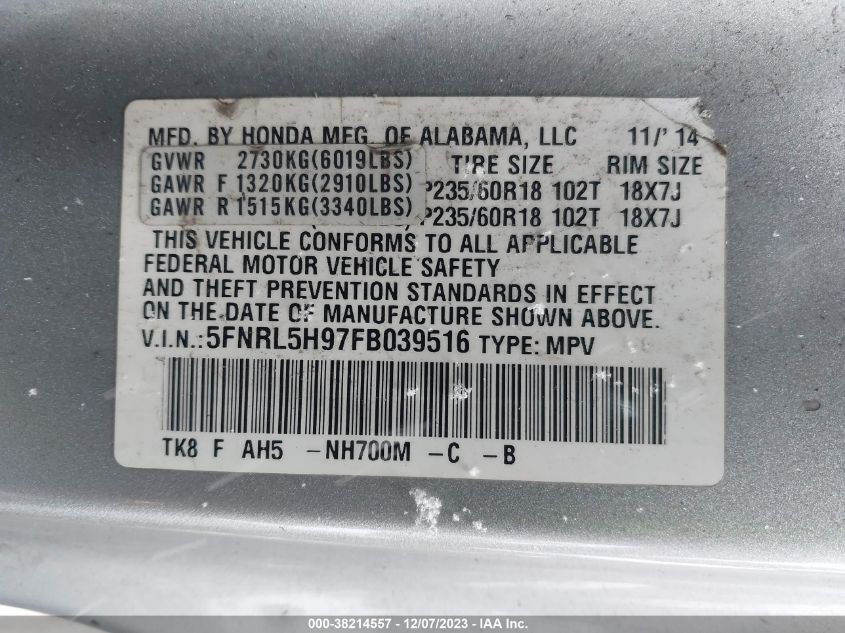 MFD. BY HONDA MFG. OF ALABAMA, LLC 11/' 14
GVWR 2730KG(6019LBS) TIRE SIZE RIM SIZE
GAWR F 1320KG(2910LBS) P235/60R18 102T 18X7J
GAWR R 1515KG(3340LBS) P235/60R18 102T 18X7J
THIS VEHICLE CONFORMS TO ALL APPLICABLE
FEDERAL MOTOR VEHICLE SAFETY
AND THEFT PREVENTION STANDARDS IN EFFECT
ON THE DATE OF MANUFACTURE SHOWN ABOVE.
V.I.N.:5FNRL5H97FB039516 TYPE: MPV
TK8 F AH5 -NH700M -C -B
000-38214557 - 12/07/2023 - IAA Inc.